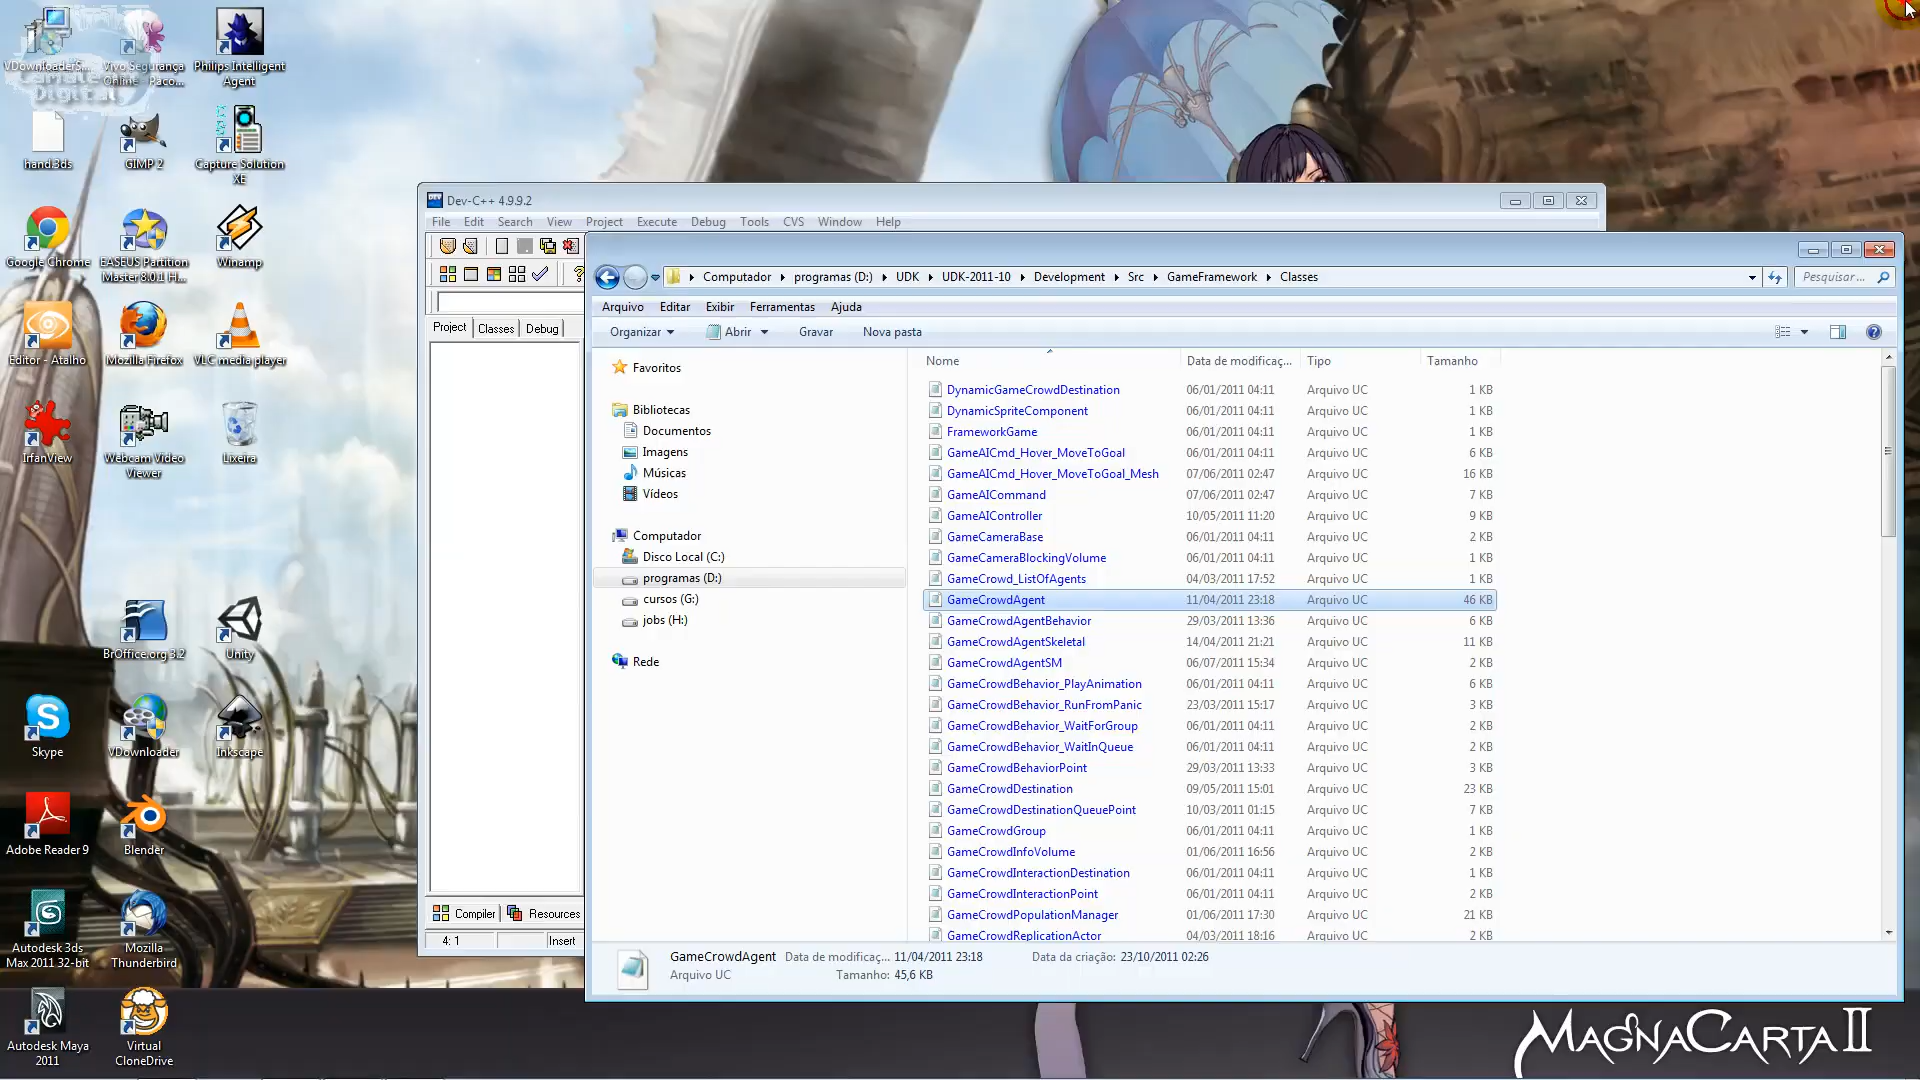 VDownloaderS...
Vivo Segurança
Online - Paco...
Philips Intelligent
Agent
Digital
hand.3ds
GIMP 2
Capture Solution
XE
Google Chrome
EASEUS Partition
Master 8.0.1 H...
Winamp
Editor - Atalho
Mozilla Firefox
VLC media player
IrfanView
Webcam Video
Viewer
Lixeira
BrOffice.org 3.2
Unity
Skype
VDownloader
Inkscape
Adobe Reader 9
Blender
Autodesk 3ds
Max 2011 32-bit
Mozilla
Thunderbird
Autodesk Maya
2011
Virtual
CloneDrive
Dev-C++ 4.9.9.2
File Edit Search View Project Execute Debug Tools CVS Window Help
Project Classes Debug
Compiler Resources
4: 1 Insert
Computador programas (D:) UDK UDK-2011-10 Development Src GameFramework Classes
Pesquisar ...
Arquivo Editar Exibir Ferramentas Ajuda
Organizar Abrir Gravar Nova pasta
Favoritos
Bibliotecas
Documentos
Imagens
Músicas
Vídeos
Computador
Disco Local (C:)
programas (D:)
cursos (G:)
jobs (H:)
Rede
Nome Data de modificaç... Tipo Tamanho
DynamicGameCrowdDestination 06/01/2011 04:11 Arquivo UC 1 KB
DynamicSpriteComponent 06/01/2011 04:11 Arquivo UC 1 KB
FrameworkGame 06/01/2011 04:11 Arquivo UC 1 KB
GameAICmd_Hover_MoveToGoal 06/01/2011 04:11 Arquivo UC 6 KB
GameAICmd_Hover_MoveToGoal_Mesh 07/06/2011 02:47 Arquivo UC 16 KB
GameAICommand 07/06/2011 02:47 Arquivo UC 7 KB
GameAIController 10/05/2011 11:20 Arquivo UC 9 KB
GameCameraBase 06/01/2011 04:11 Arquivo UC 2 KB
GameCameraBlockingVolume 06/01/2011 04:11 Arquivo UC 1 KB
GameCrowd_ListOfAgents 04/03/2011 17:52 Arquivo UC 1 KB
GameCrowdAgent 11/04/2011 23:18 Arquivo UC 46 KB
GameCrowdAgentBehavior 29/03/2011 13:36 Arquivo UC 6 KB
GameCrowdAgentSkeletal 14/04/2011 21:21 Arquivo UC 11 KB
GameCrowdAgentSM 06/07/2011 15:34 Arquivo UC 2 KB
GameCrowdBehavior_PlayAnimation 06/01/2011 04:11 Arquivo UC 6 KB
GameCrowdBehavior_RunFromPanic 23/03/2011 15:17 Arquivo UC 3 KB
GameCrowdBehavior_WaitForGroup 06/01/2011 04:11 Arquivo UC 2 KB
GameCrowdBehavior_WaitInQueue 06/01/2011 04:11 Arquivo UC 2 KB
GameCrowdBehaviorPoint 29/03/2011 13:33 Arquivo UC 3 KB
GameCrowdDestination 09/05/2011 15:01 Arquivo UC 23 KB
GameCrowdDestinationQueuePoint 10/03/2011 01:15 Arquivo UC 7 KB
GameCrowdGroup 06/01/2011 04:11 Arquivo UC 1 KB
GameCrowdInfoVolume 01/06/2011 16:56 Arquivo UC 2 KB
GameCrowdInteractionDestination 06/01/2011 04:11 Arquivo UC 1 KB
GameCrowdInteractionPoint 06/01/2011 04:11 Arquivo UC 2 KB
GameCrowdPopulationManager 01/06/2011 17:30 Arquivo UC 21 KB
GameCrowdReplicationActor 04/03/2011 18:16 Arquivo UC 2 KB
GameCrowdAgent Data de modificaç... 11/04/2011 23:18 Data da criação: 23/10/2011 02:26
Arquivo UC Tamanho: 45,6 KB
MAGNACARTA II